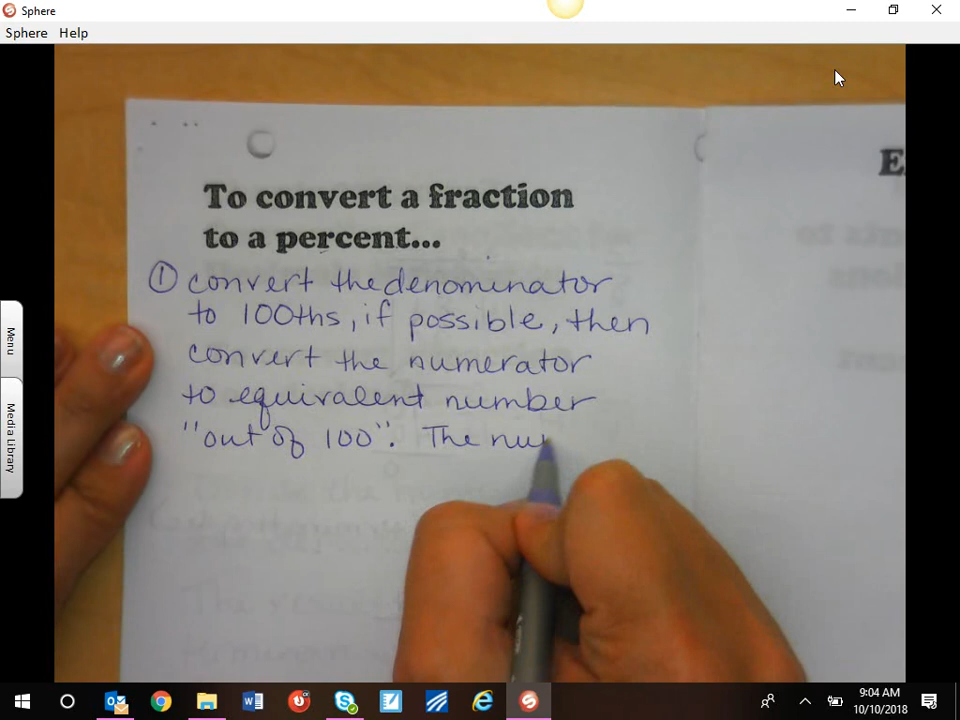 Sphere
Sphere Help
To convert a fraction
to a percent...
① convert the denominator
to 100ths, if possible, then
convert the numerator
to equivalent number
"out of 100". The nu
E
Menu
Media Library
9:04 AM
10/10/2018